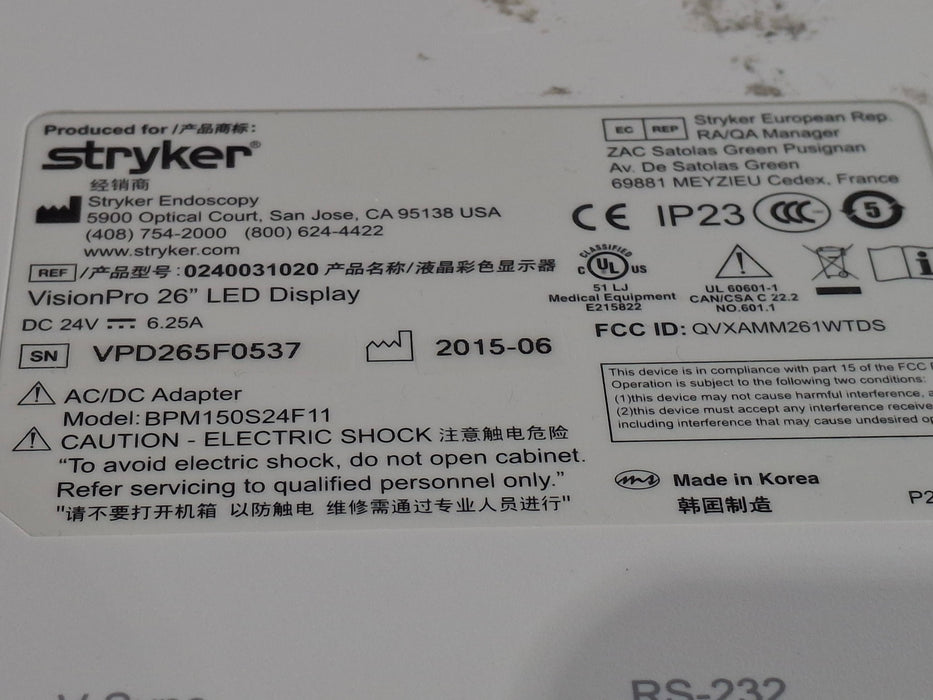 Produced for /产品商标:
stryker®
经销商
Stryker Endoscopy
5900 Optical Court, San Jose, CA 95138 USA
(408) 754-2000 (800) 624-4422
www.stryker.com
REF /产品型号: 0240031020 产品名称/液晶彩色显示器
VisionPro 26” LED Display
DC 24V 6.25A
SN VPD265F0537 2015-06
AC/DC Adapter
Model: BPM150S24F11
CAUTION - ELECTRIC SHOCK 注意触电危险
“To avoid electric shock, do not open cabinet.
Refer servicing to qualified personnel only.”
"请不要打开机箱 以防触电 维修需通过专业人员进行"
EC REP Stryker European Rep.
RA/QA Manager
ZAC Satolas Green Pusignan
Av. De Satolas Green
69881 MEYZIEU Cedex, France
CE IP23 CCC 5
CLASSIFIED
C UL US
51 LJ
Medical Equipment
E215822
UL 60601-1
CAN/CSA C 22.2
NO.601.1
i
FCC ID: QVXAMM261WTDS
This device is in compliance with part 15 of the FCC
Operation is subject to the following two conditions:
(1)this device may not cause harmful interference,
(2)this device must accept any interference receive
including interference that may cause undesired op
Made in Korea
韩国制造
P2
RS-232